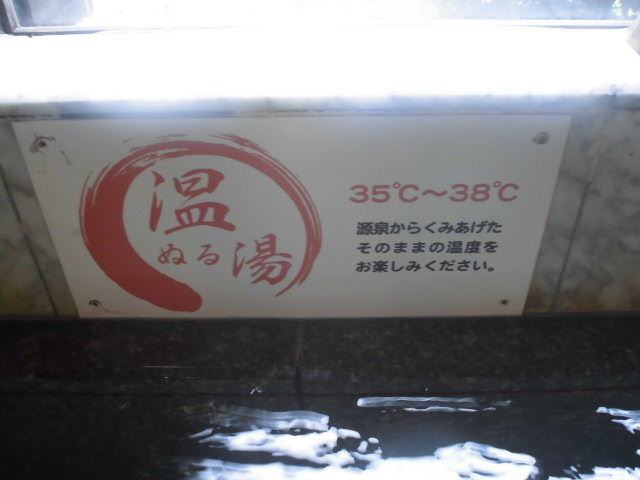 温湯
ぬる
35℃～38℃
源泉からくみあげた
そのままの温度を
お楽しみください。